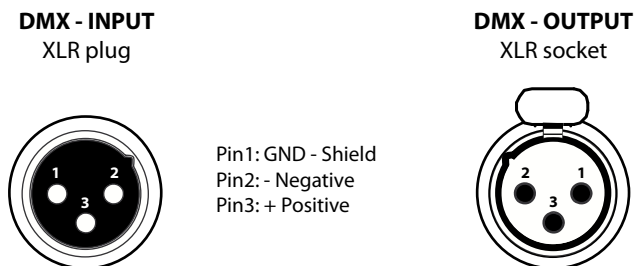 DMX - INPUT
XLR plug
1
2
3
Pin1: GND - Shield
Pin2: - Negative
Pin3: + Positive
DMX - OUTPUT
XLR socket
2
1
3